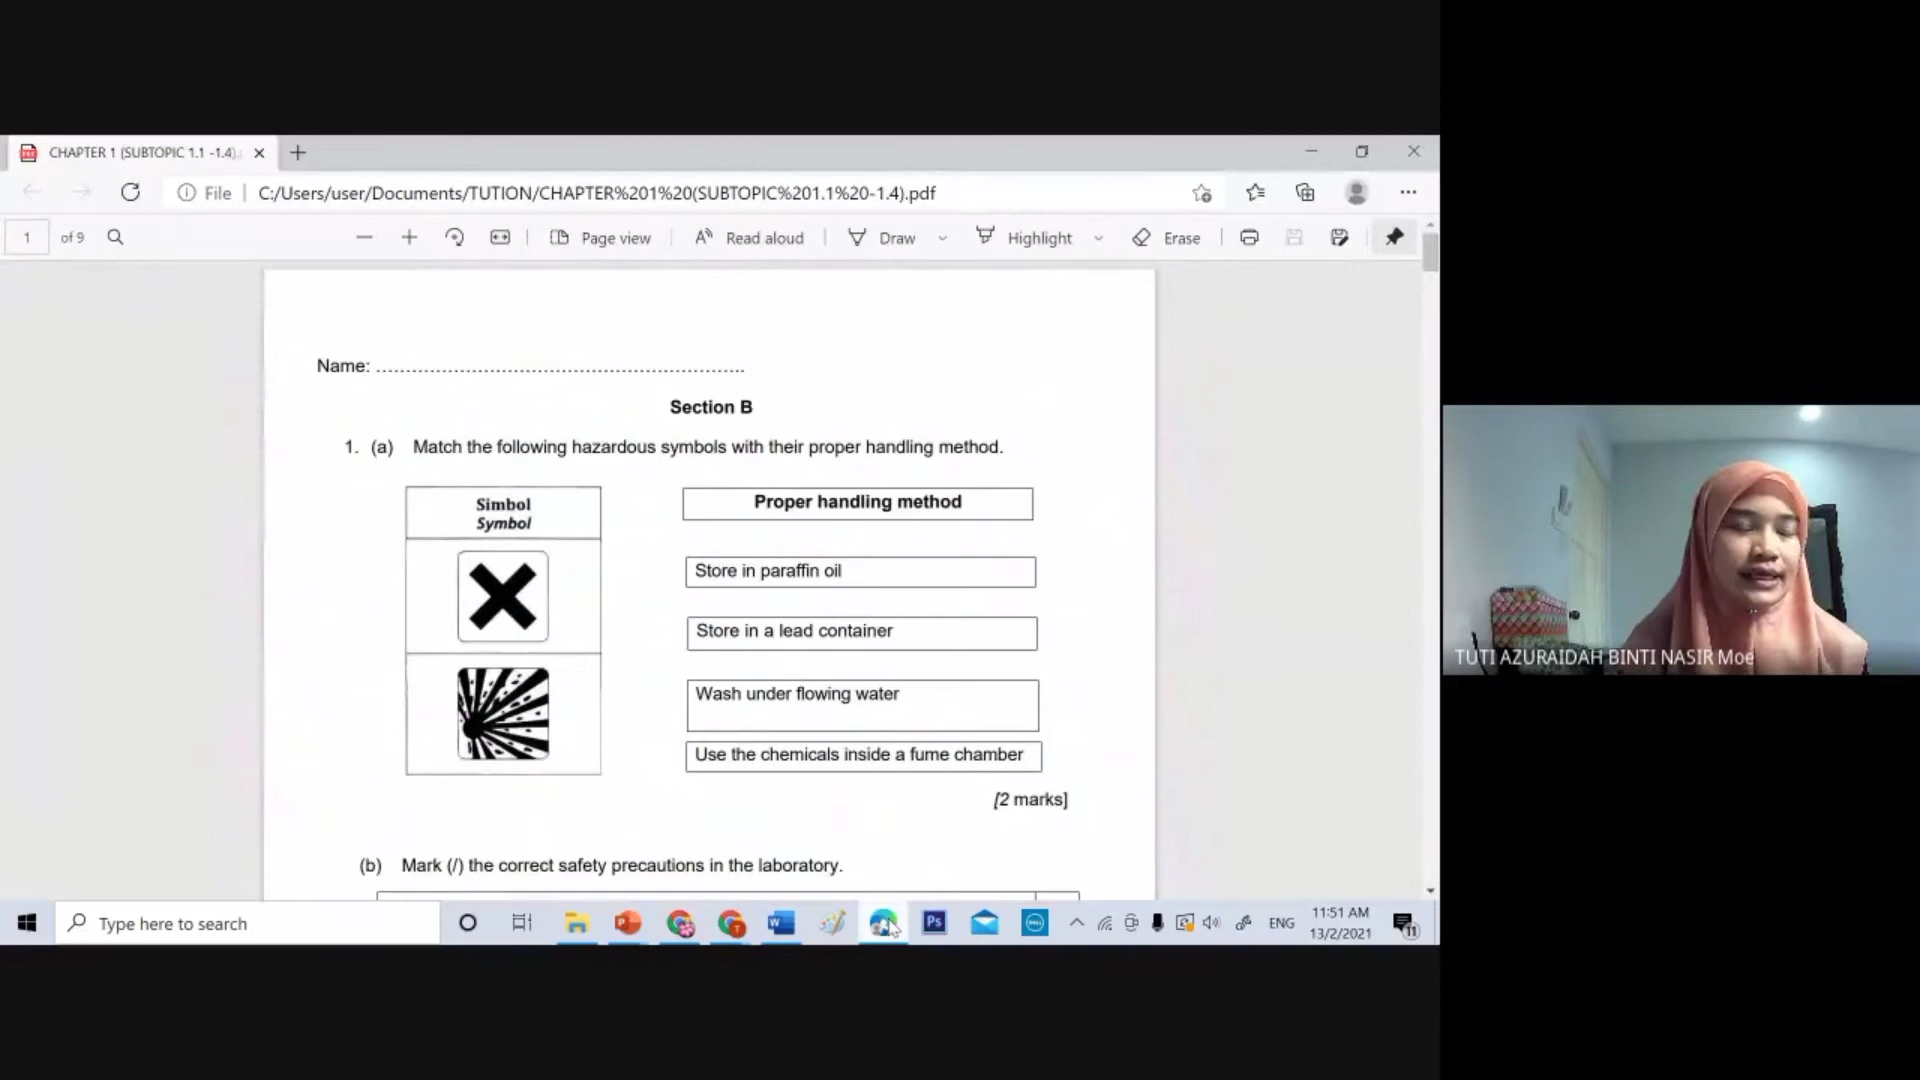 CHAPTER 1 (SUBTOPIC 1.1 -1.4).
File
C:/Users/user/Documents/TUTION/CHAPTER%201%20(SUBTOPIC%201.1%20-1.4).pdf
1 of 9
Page view
Read aloud
Draw
Highlight
Erase
Name: ..............................................................
Section B
1. (a) Match the following hazardous symbols with their proper handling method.
Simbol
Symbol
Proper handling method
Store in paraffin oil
Store in a lead container
Wash under flowing water
Use the chemicals inside a fume chamber
[2 marks]
(b) Mark (/) the correct safety precautions in the laboratory.
TUTI AZURAIDAH BINTI NASIR Moe
Type here to search
Ps
DELL
ENG
11:51 AM
13/2/2021
11